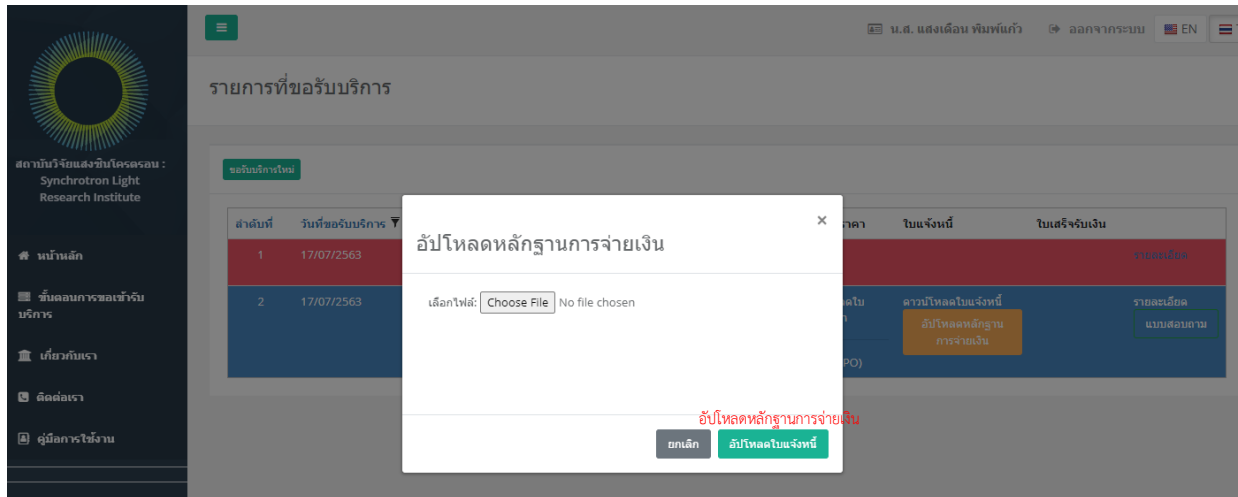 น.ส. แสงเดือน พิมพ์แก้ว ออกจากระบบ EN
รายการที่ขอรับบริการ
สถาบันวิจัยแสงซินโครตรอน :
Synchrotron Light
Research Institute
หน้าหลัก
ขั้นตอนการขอเข้ารับ
บริการ
เกี่ยวกับเรา
ติดต่อเรา
คู่มือการใช้งาน
ขอรับบริการใหม่
ลำดับที่ วันที่ขอรับบริการ ราคา ใบแจ้งหนี้ ใบเสร็จรับเงิน
1 17/07/2563 รายละเอียด
2 17/07/2563 ดาวน์โหลดใบแจ้งหนี้ รายละเอียด
อัปโหลดหลักฐาน แบบสอบถาม
การจ่ายเงิน
PO)
×
อัปโหลดหลักฐานการจ่ายเงิน
เลือกไฟล์: Choose File No file chosen
อัปโหลดหลักฐานการจ่ายเงิน
ยกเลิก อัปโหลดใบแจ้งหนี้